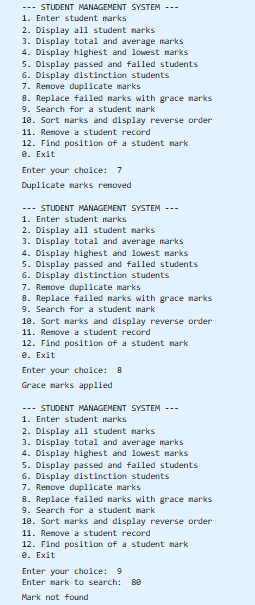 --- STUDENT MANAGEMENT SYSTEM ---
1. Enter student marks
2. Display all student marks
3. Display total and average marks
4. Display highest and lowest marks
5. Display passed and failed students
6. Display distinction students
7. Remove duplicate marks
8. Replace failed marks with grace marks
9. Search for a student mark
10. Sort marks and display reverse order
11. Remove a student record
12. Find position of a student mark
0. Exit
Enter your choice:  7
Duplicate marks removed
--- STUDENT MANAGEMENT SYSTEM ---
1. Enter student marks
2. Display all student marks
3. Display total and average marks
4. Display highest and lowest marks
5. Display passed and failed students
6. Display distinction students
7. Remove duplicate marks
8. Replace failed marks with grace marks
9. Search for a student mark
10. Sort marks and display reverse order
11. Remove a student record
12. Find position of a student mark
0. Exit
Enter your choice:  8
Grace marks applied
--- STUDENT MANAGEMENT SYSTEM ---
1. Enter student marks
2. Display all student marks
3. Display total and average marks
4. Display highest and lowest marks
5. Display passed and failed students
6. Display distinction students
7. Remove duplicate marks
8. Replace failed marks with grace marks
9. Search for a student mark
10. Sort marks and display reverse order
11. Remove a student record
12. Find position of a student mark
0. Exit
Enter your choice:  9
Enter mark to search:  80
Mark not found